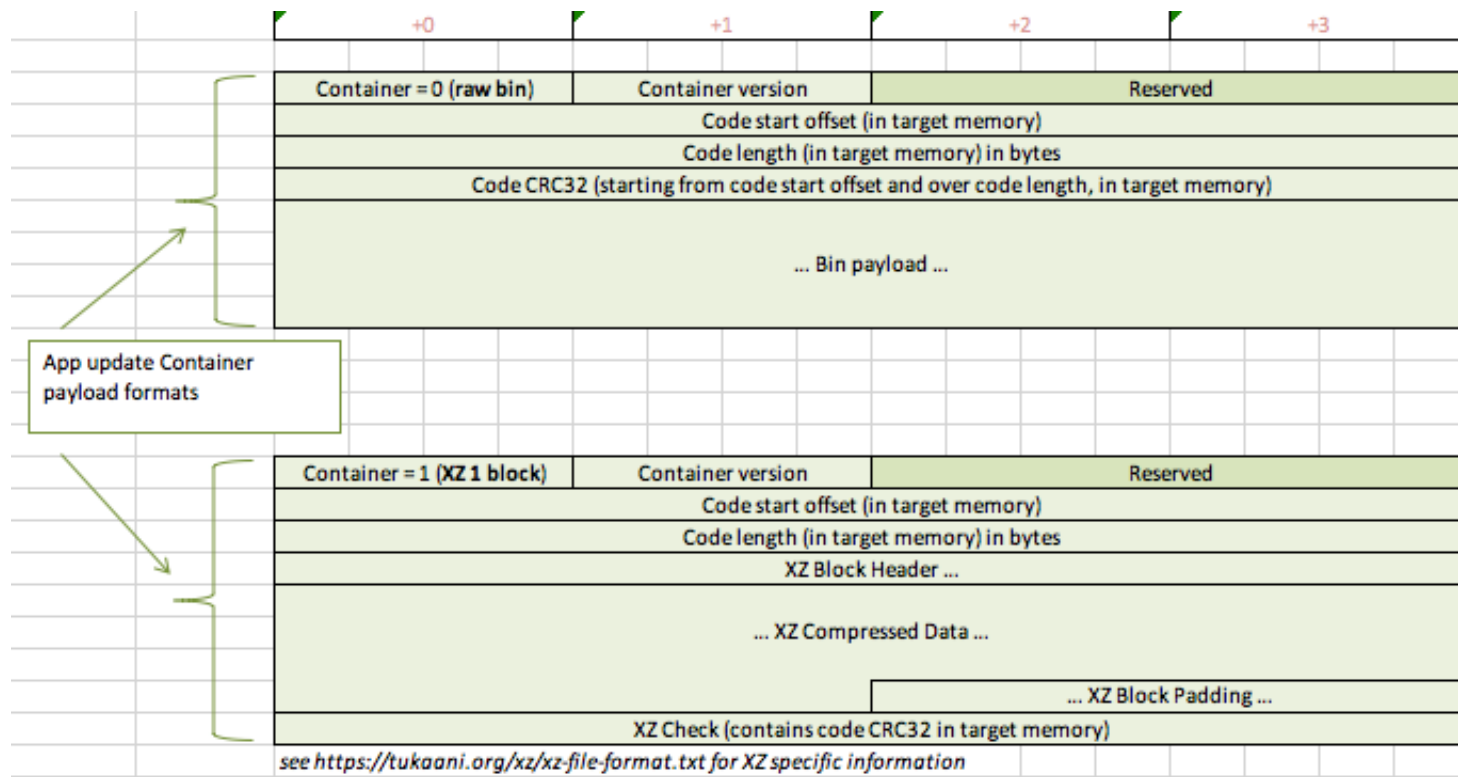 +0 +1 +2 +3
Container = 0 (raw bin) Container version Reserved
Code start offset (in target memory)
Code length (in target memory) in bytes
Code CRC32 (starting from code start offset and over code length, in target memory)
... Bin payload ...
App update Container
payload formats
Container = 1 (XZ 1 block) Container version Reserved
Code start offset (in target memory)
Code length (in target memory) in bytes
XZ Block Header ...
... XZ Compressed Data ...
... XZ Block Padding ...
XZ Check (contains code CRC32 in target memory)
see https://tukaani.org/xz/xz-file-format.txt for XZ specific information